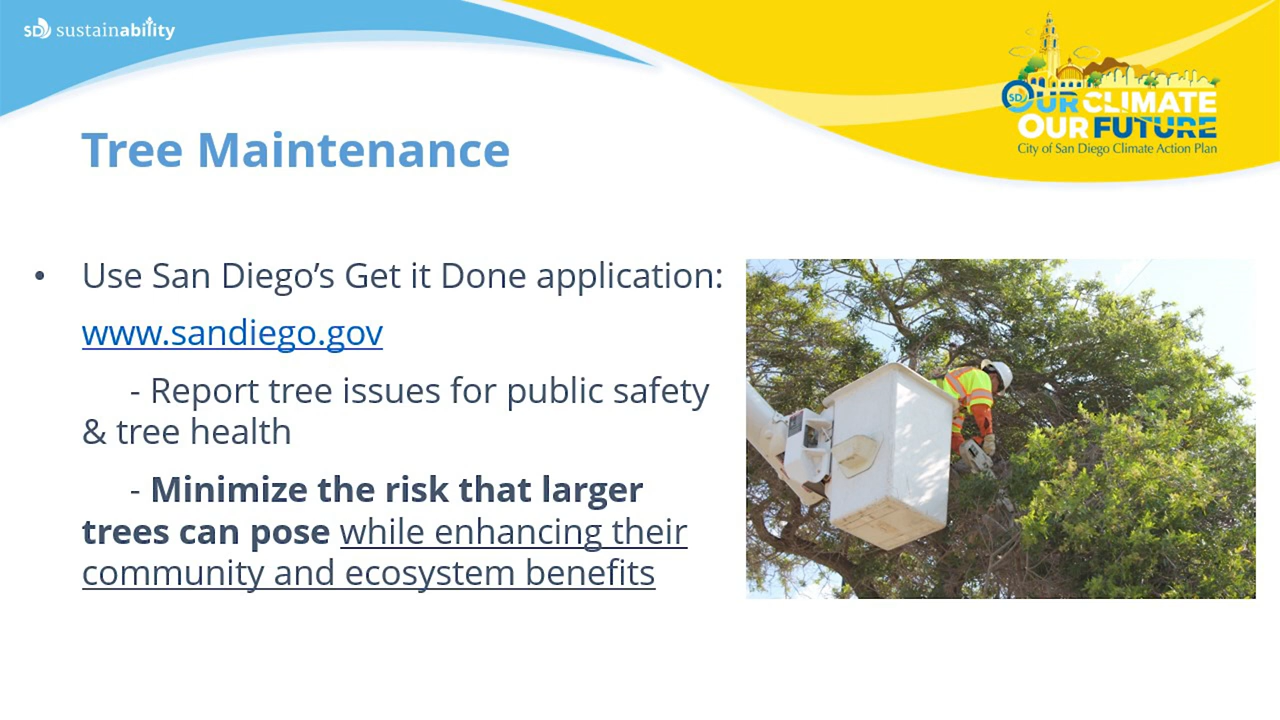 SD sustainability
SD
OUR CLIMATE
OUR FUTURE
City of San Diego Climate Action Plan
Tree Maintenance
• Use San Diego’s Get it Done application:
www.sandiego.gov
- Report tree issues for public safety
& tree health
- Minimize the risk that larger
trees can pose while enhancing their
community and ecosystem benefits